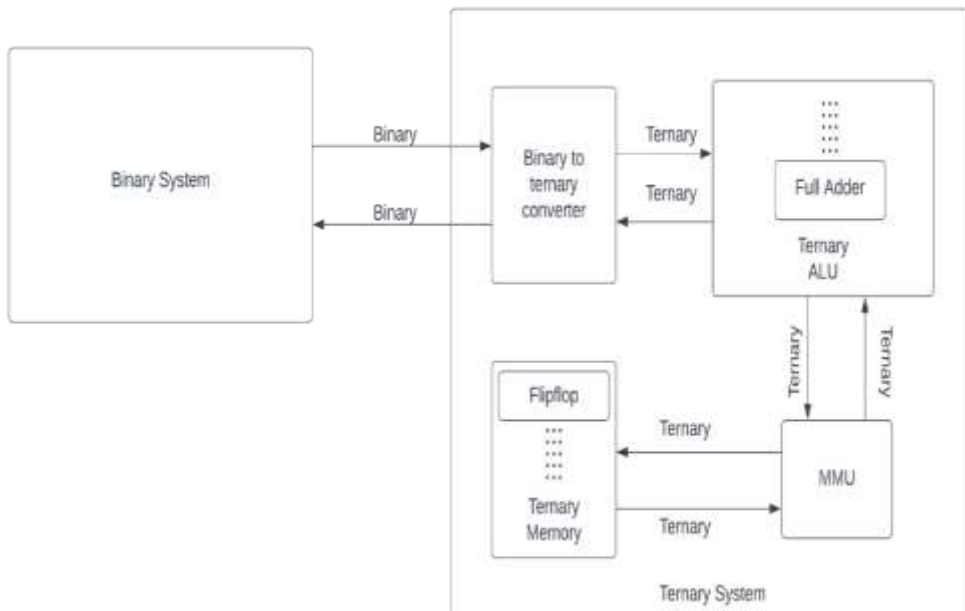 Binary System
Binary
Binary
Binary to
ternary
converter
Ternary
Ternary
Full Adder
Ternary
ALU
Ternary
Ternary
Flipflop
Ternary
Memory
Ternary
Ternary
MMU
Ternary System